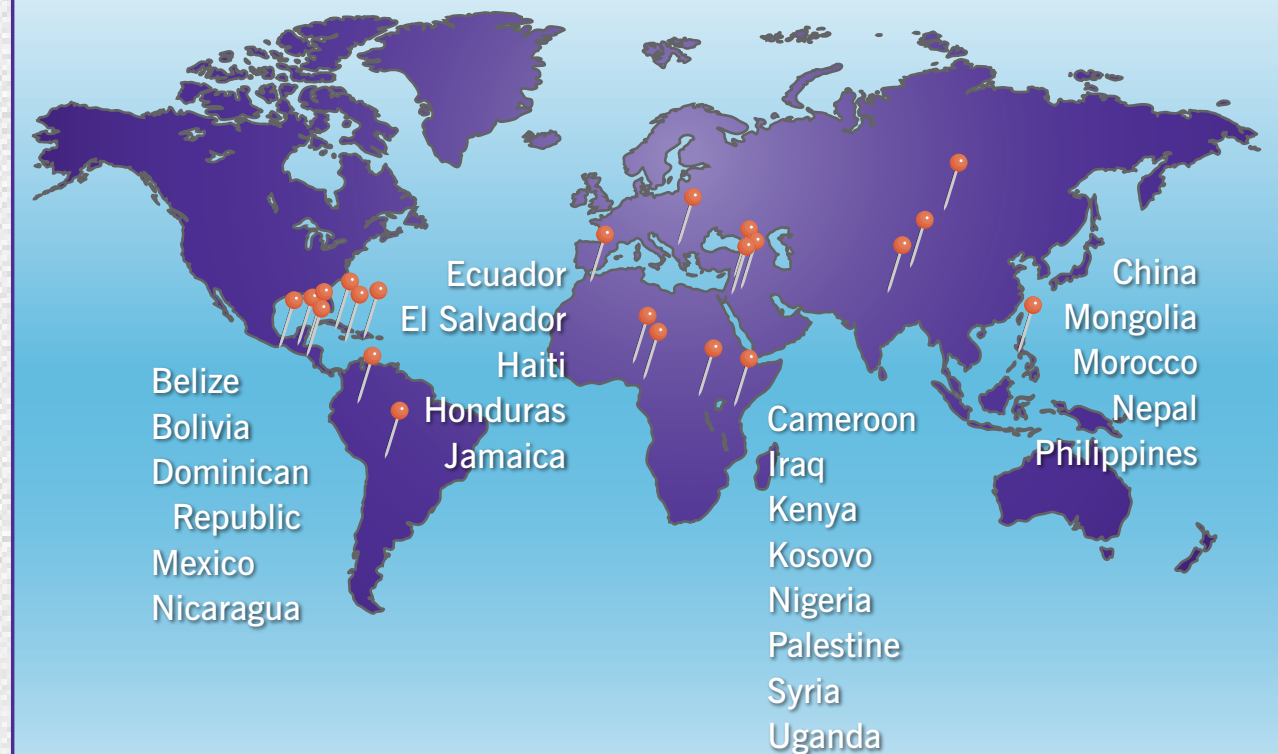 Belize
Bolivia
Dominican
Republic
Mexico
Nicaragua
Ecuador
El Salvador
Haiti
Honduras
Jamaica
Cameroon
Iraq
Kenya
Kosovo
Nigeria
Palestine
Syria
Uganda
China
Mongolia
Morocco
Nepal
Philippines